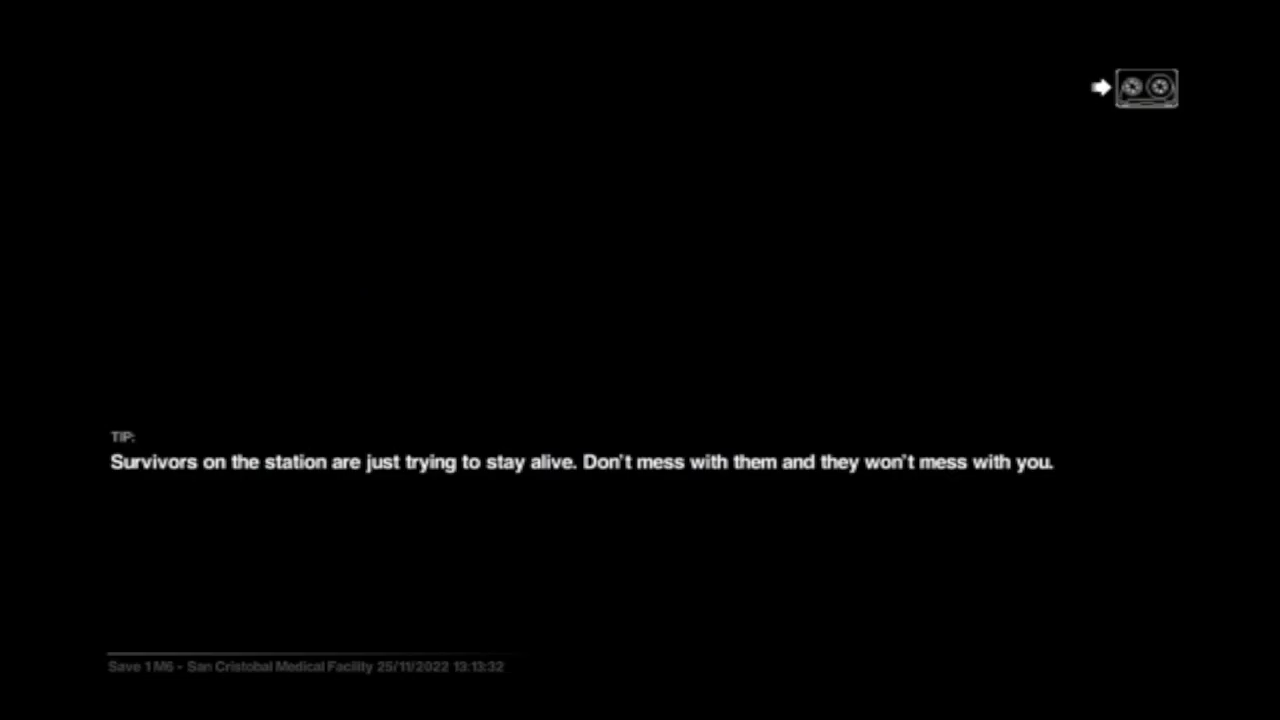 TIP:
Survivors on the station are just trying to stay alive. Don't mess with them and they won't mess with you.
Save 1 M6 - San Cristobal Medical Facility 25/11/2022 13:13:32